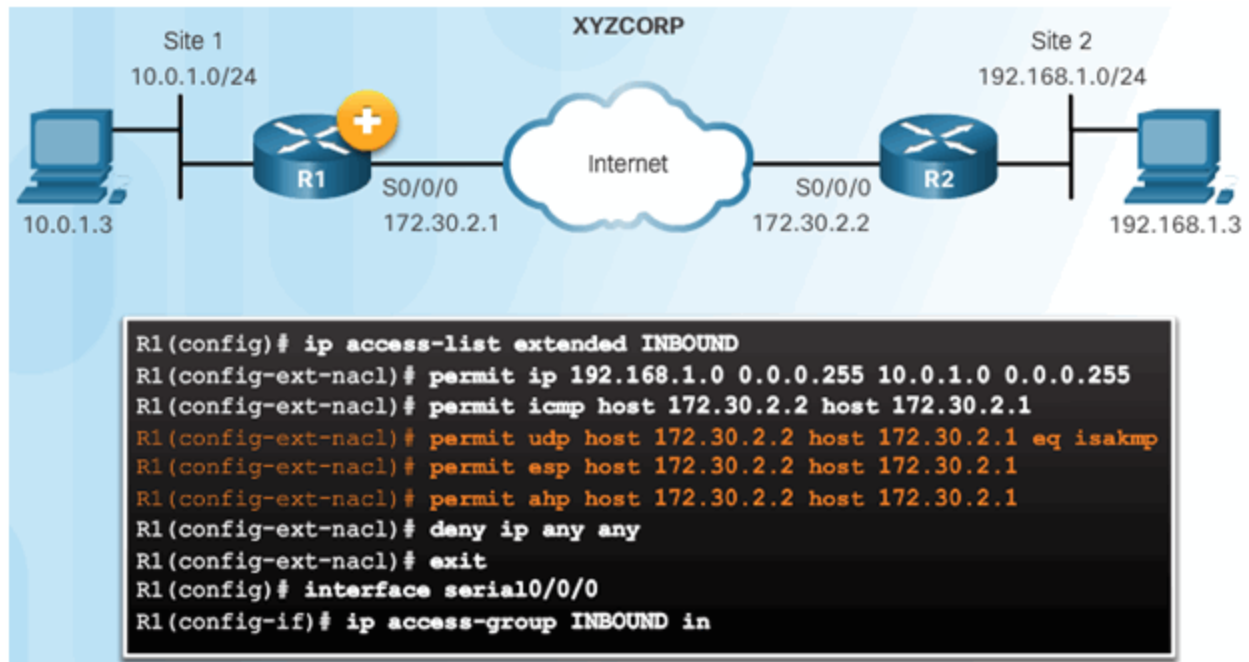 XYZCORP
Site 1
10.0.1.0/24
Site 2
192.168.1.0/24
R1
Internet
R2
S0/0/0
172.30.2.1
S0/0/0
172.30.2.2
10.0.1.3
192.168.1.3
R1(config)# ip access-list extended INBOUND
R1(config-ext-nacl)# permit ip 192.168.1.0 0.0.0.255 10.0.1.0 0.0.0.255
R1(config-ext-nacl)# permit icmp host 172.30.2.2 host 172.30.2.1
R1(config-ext-nacl)# permit udp host 172.30.2.2 host 172.30.2.1 eq isakmp
R1(config-ext-nacl)# permit esp host 172.30.2.2 host 172.30.2.1
R1(config-ext-nacl)# permit ahp host 172.30.2.2 host 172.30.2.1
R1(config-ext-nacl)# deny ip any any
R1(config-ext-nacl)# exit
R1(config)# interface serial0/0/0
R1(config-if)# ip access-group INBOUND in